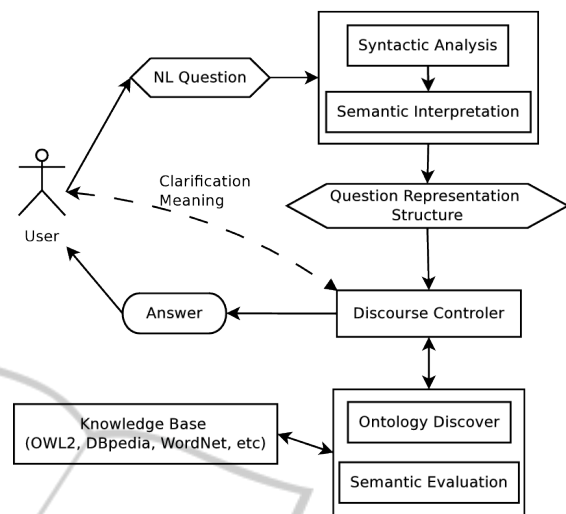 Syntactic Analysis
NL Question
Semantic Interpretation
Clarification
Meaning
Question Representation
Structure
User
Answer
Discourse Controler
Knowledge Base
(OWL2, DBpedia, WordNet, etc)
Ontology Discover
Semantic Evaluation